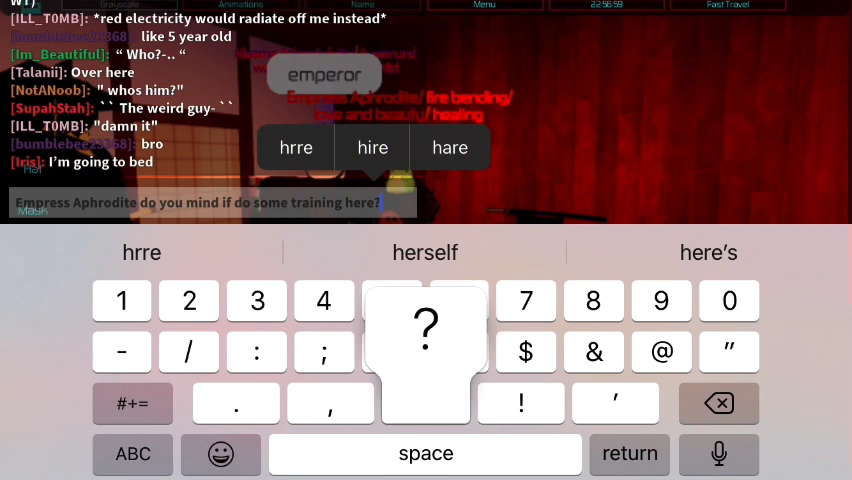 Grayscale Animations Name Menu 22:56:59 Fast Travel
WT)
[ILL_T0MB]: *red electricity would radiate off me instead*
like 5 year old
[Im_Beautiful]: “ Who?-.. “
[Talanii]: Over here
[NotANoob]: " whos him?"
[SupahStah]: `` The weird guy- ``
[ILL_T0MB]: "damn it"
[bumblebee25368]: bro
[Iris]: I’m going to bed
emperor
Empress Aphrodite/ fire bending/
love and beauty/ healing
hrre hire hare
Hat
Mask
Empress Aphrodite do you mind if do some training here?
hrre herself here’s
1 2 3 4 7 8 9 0
- / : ; ? $ & @ ”
#+= . , ! ’
ABC space return